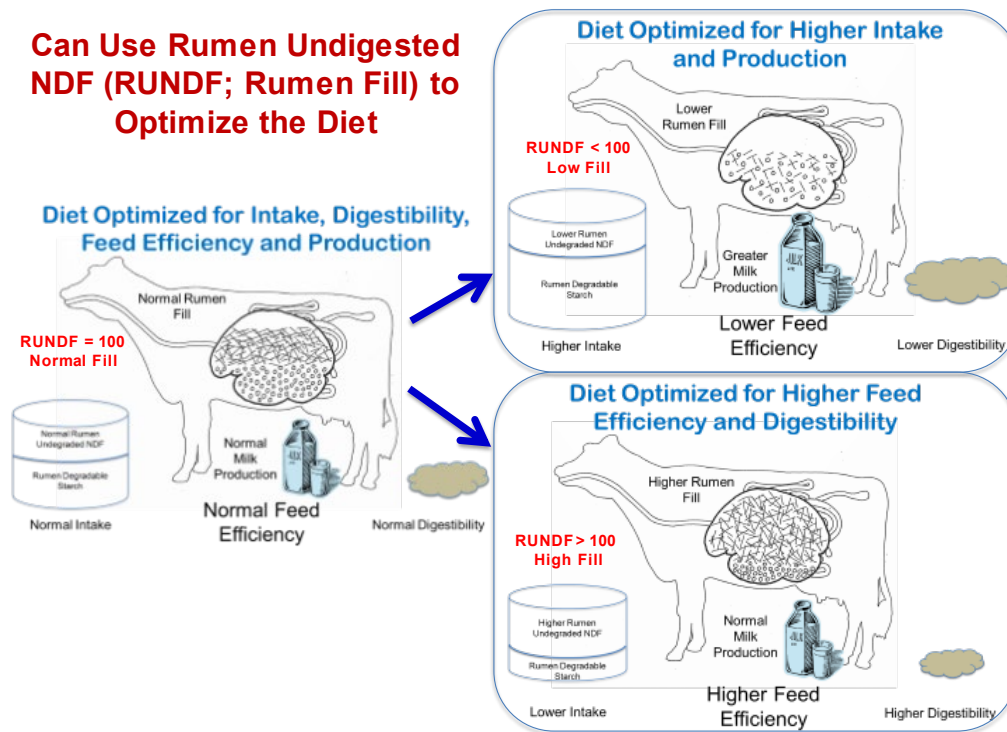 Can Use Rumen Undigested
NDF (RUNDF; Rumen Fill) to
Optimize the Diet
Diet Optimized for Intake, Digestibility,
Feed Efficiency and Production
Normal Rumen
Fill
RUNDF = 100
Normal Fill
Normal Rumen
Undegraded NDF
Rumen Degradable
Starch
Normal Intake
Normal
Milk
Production
MILK
Normal Feed
Efficiency
Normal Digestibility
Diet Optimized for Higher Intake
and Production
Lower
Rumen Fill
RUNDF < 100
Low Fill
Lower Rumen
Undegraded NDF
Rumen Degradable
Starch
Higher Intake
Greater
Milk
Production
MILK
Lower Feed
Efficiency
Lower Digestibility
Diet Optimized for Higher Feed
Efficiency and Digestibility
Higher Rumen
Fill
RUNDF> 100
High Fill
Higher Rumen
Undegraded NDF
Rumen Degradable
Starch
Lower Intake
Normal
Milk
Production
MILK
Higher Feed
Efficiency
Higher Digestibility